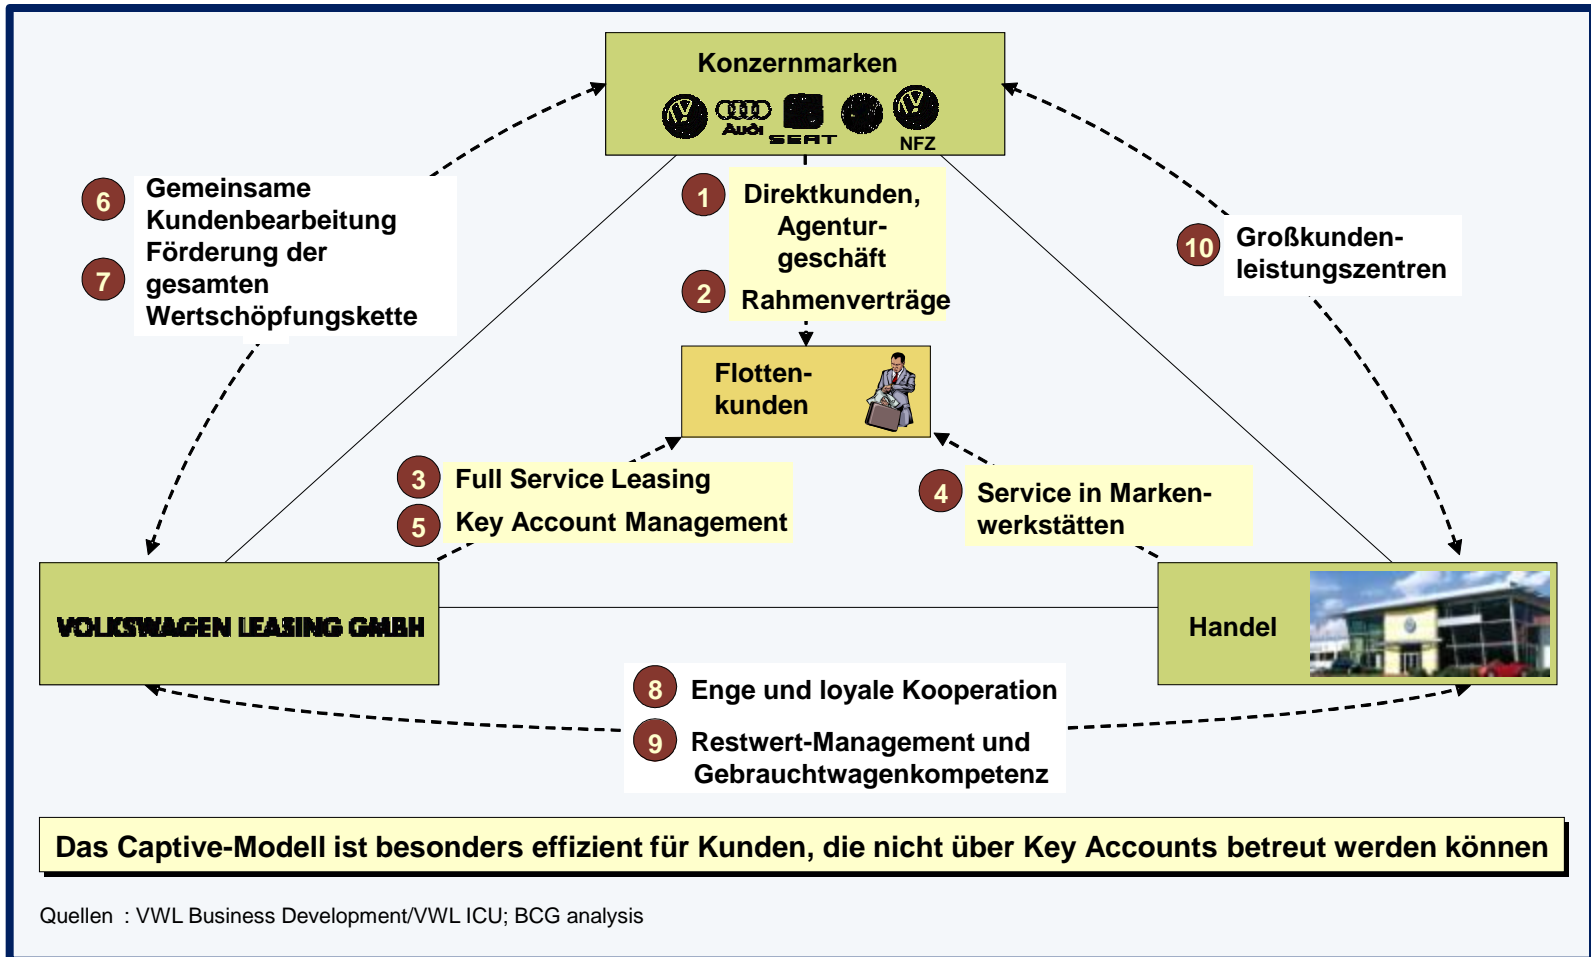 Konzernmarken
Audi
SEAT
NFZ
6
Gemeinsame
Kundenbearbeitung
7
Förderung der
gesamten
Wertschöpfungskette
1
Direktkunden,
Agentur-
geschäft
2
Rahmenverträge
10
Großkunden-
leistungszentren
Flotten-
kunden
3
Full Service Leasing
5
Key Account Management
4
Service in Marken-
werkstätten
VOLKSWAGEN LEASING GMBH
Handel
8
Enge und loyale Kooperation
9
Restwert-Management und
Gebrauchtwagenkompetenz
Das Captive-Modell ist besonders effizient für Kunden, die nicht über Key Accounts betreut werden können
Quellen : VWL Business Development/VWL ICU; BCG analysis